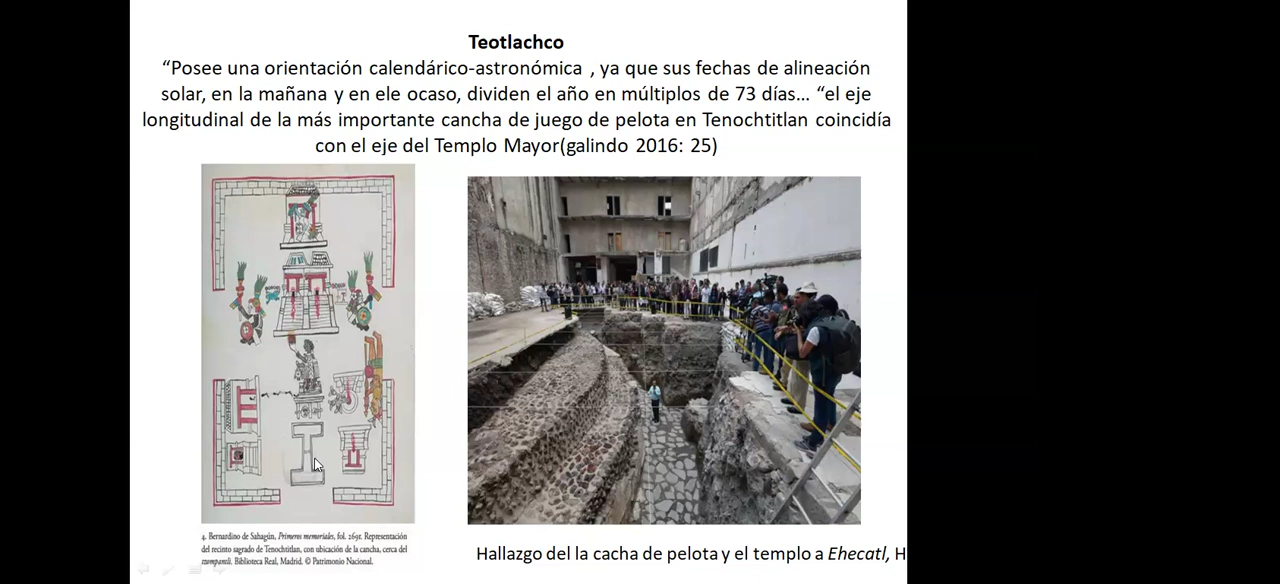 Teotlachco
“Posee una orientación calendárico-astronómica , ya que sus fechas de alineación
solar, en la mañana y en ele ocaso, dividen el año en múltiplos de 73 días… “el eje
longitudinal de la más importante cancha de juego de pelota en Tenochtitlan coincidía
con el eje del Templo Mayor(galindo 2016: 25)
4. Bernardino de Sahagún, Primeros memoriales, fol. 269r. Representación
del recinto sagrado de Tenochtitlan, con ubicación de la cancha, cerca del
tzompantli. Biblioteca Real, Madrid. © Patrimonio Nacional.
Hallazgo del la cacha de pelota y el templo a Ehecatl, H